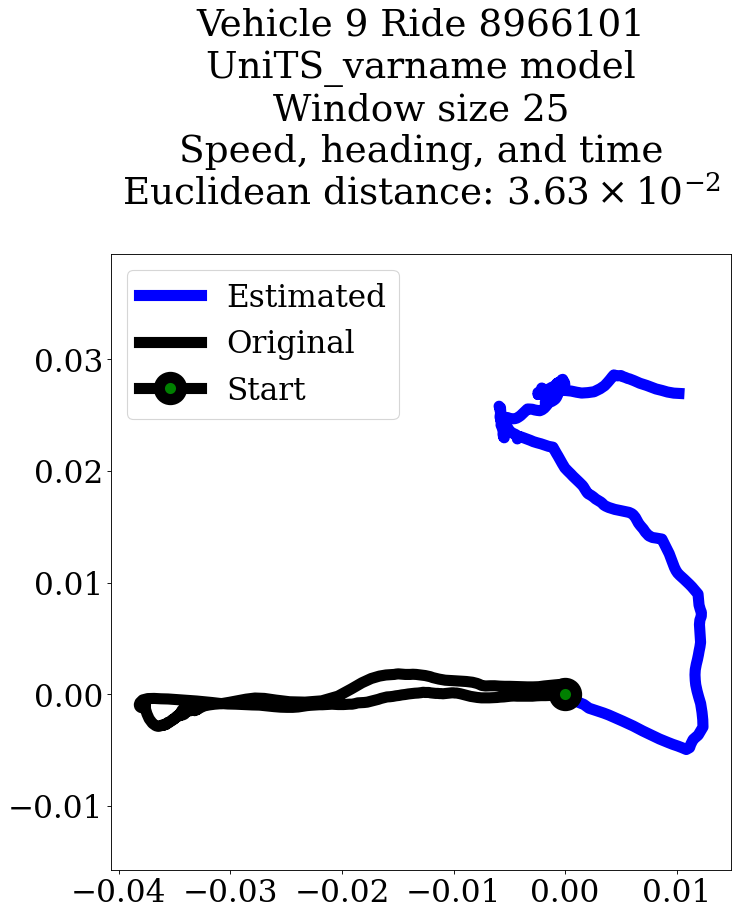 Vehicle 9 Ride 8966101
UniTS_varname model
Window size 25
Speed, heading, and time
Euclidean distance: 3.63 × 10⁻²
Estimated
Original
Start
0.03
0.02
0.01
0.00
−0.01
−0.04 −0.03 −0.02 −0.01 0.00 0.01